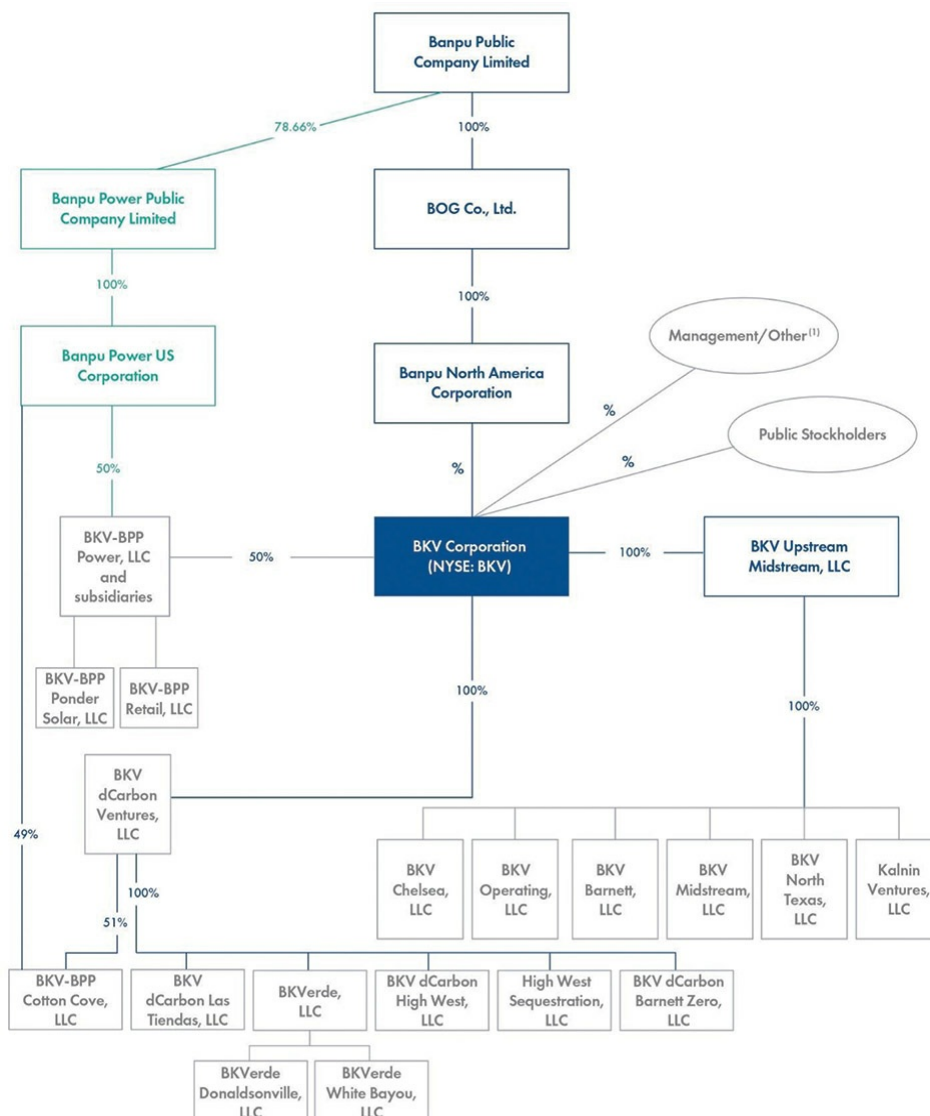 Banpu Public
Company Limited
78.66%
100%
Banpu Power Public
Company Limited
BOG Co., Ltd.
100%
100%
Management/Other (1)
Banpu Power US
Corporation
Banpu North America
Corporation
%
Public Stockholders
%
50%
%
BKV-BPP
Power, LLC
and
subsidiaries
50%
BKV Corporation
(NYSE: BKV)
100%
BKV Upstream
Midstream, LLC
BKV-BPP
Ponder
Solar, LLC
BKV-BPP
Retail, LLC
100%
100%
BKV
dCarbon
Ventures,
LLC
49%
BKV
Chelsea,
LLC
BKV
Operating,
LLC
BKV
Barnett,
LLC
BKV
Midstream,
LLC
BKV
North
Texas,
LLC
Kalnin
Ventures,
LLC
100%
51%
BKV-BPP
Cotton Cove,
LLC
BKV
dCarbon Las
Tiendas, LLC
BKVerde,
LLC
BKV dCarbon
High West,
LLC
High West
Sequestration,
LLC
BKV dCarbon
Barnett Zero,
LLC
BKVerde
Donaldsonville,
LLC
BKVerde
White Bayou,
LLC